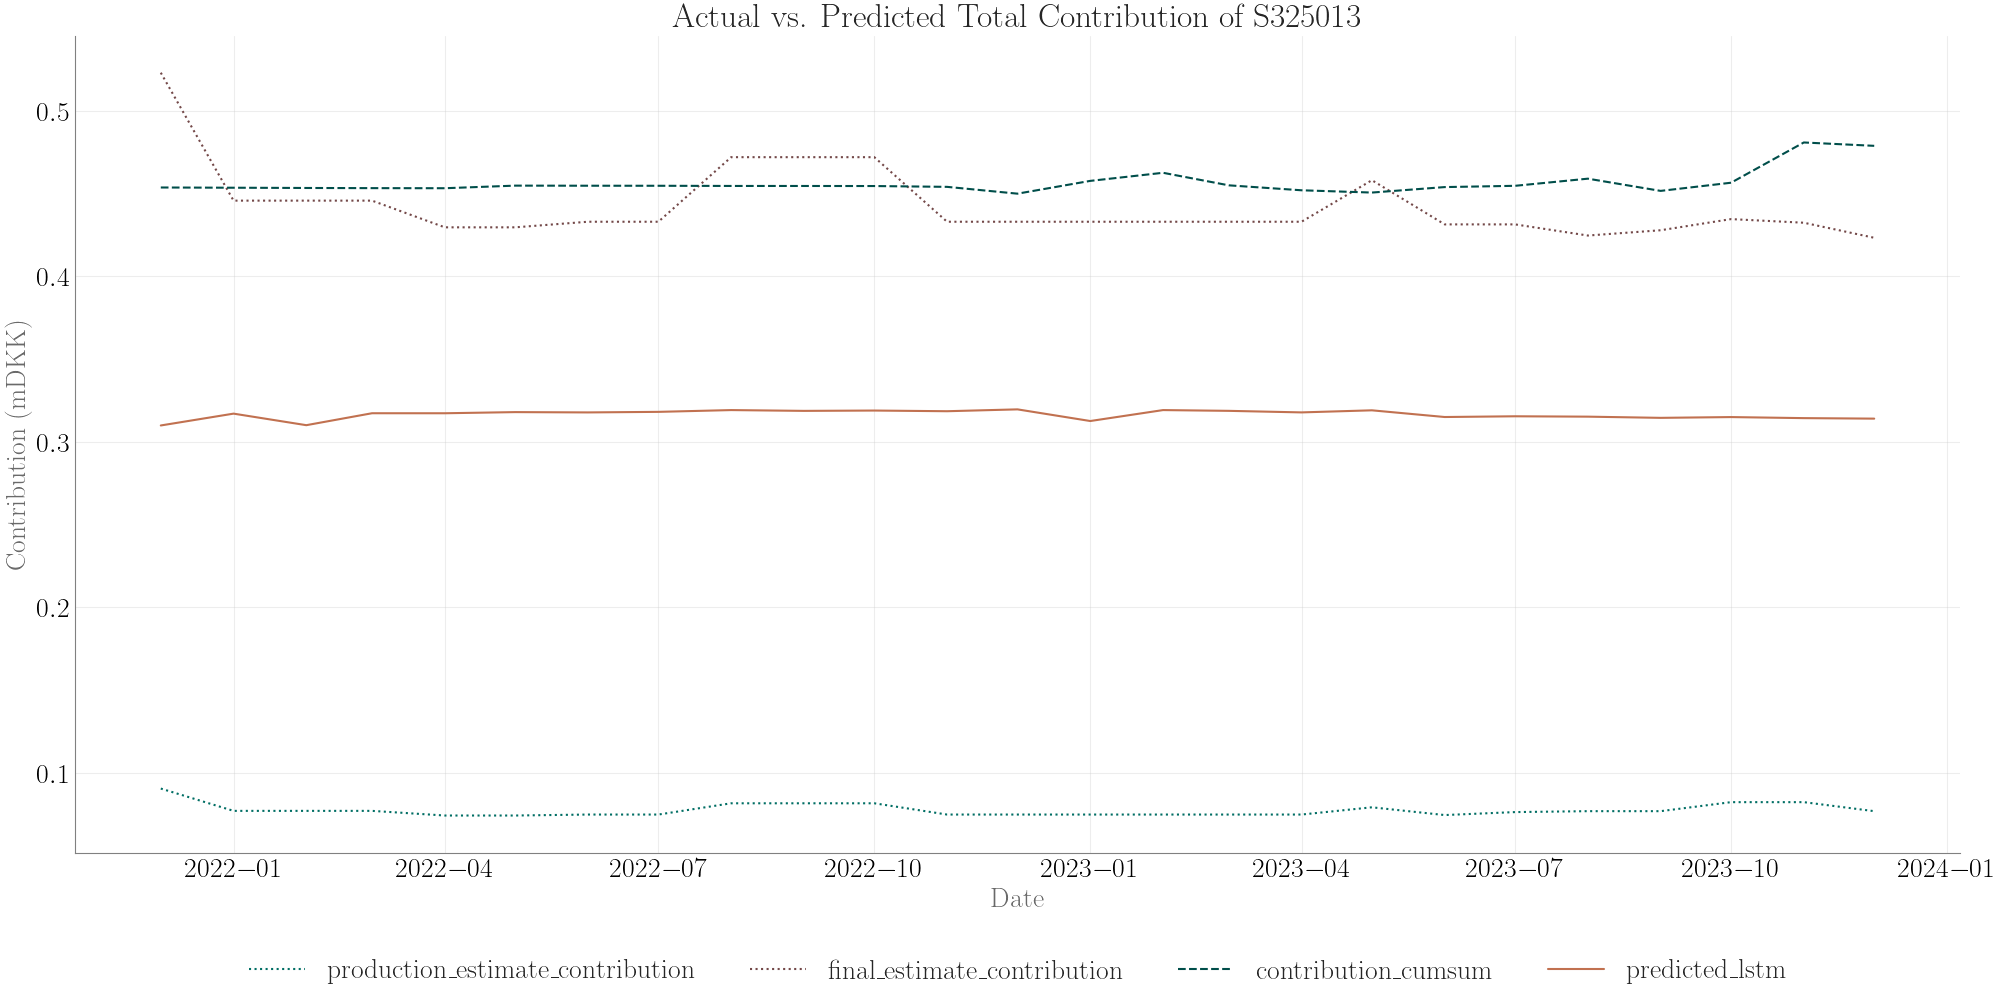 Actual vs. Predicted Total Contribution of S325013
Contribution (mDKK)
0.5
0.4
0.3
0.2
0.1
2022−01 2022−04 2022−07 2022−10 2023−01 2023−04 2023−07 2023−10 2024−01
Date
production_estimate_contribution final_estimate_contribution contribution_cumsum predicted_lstm